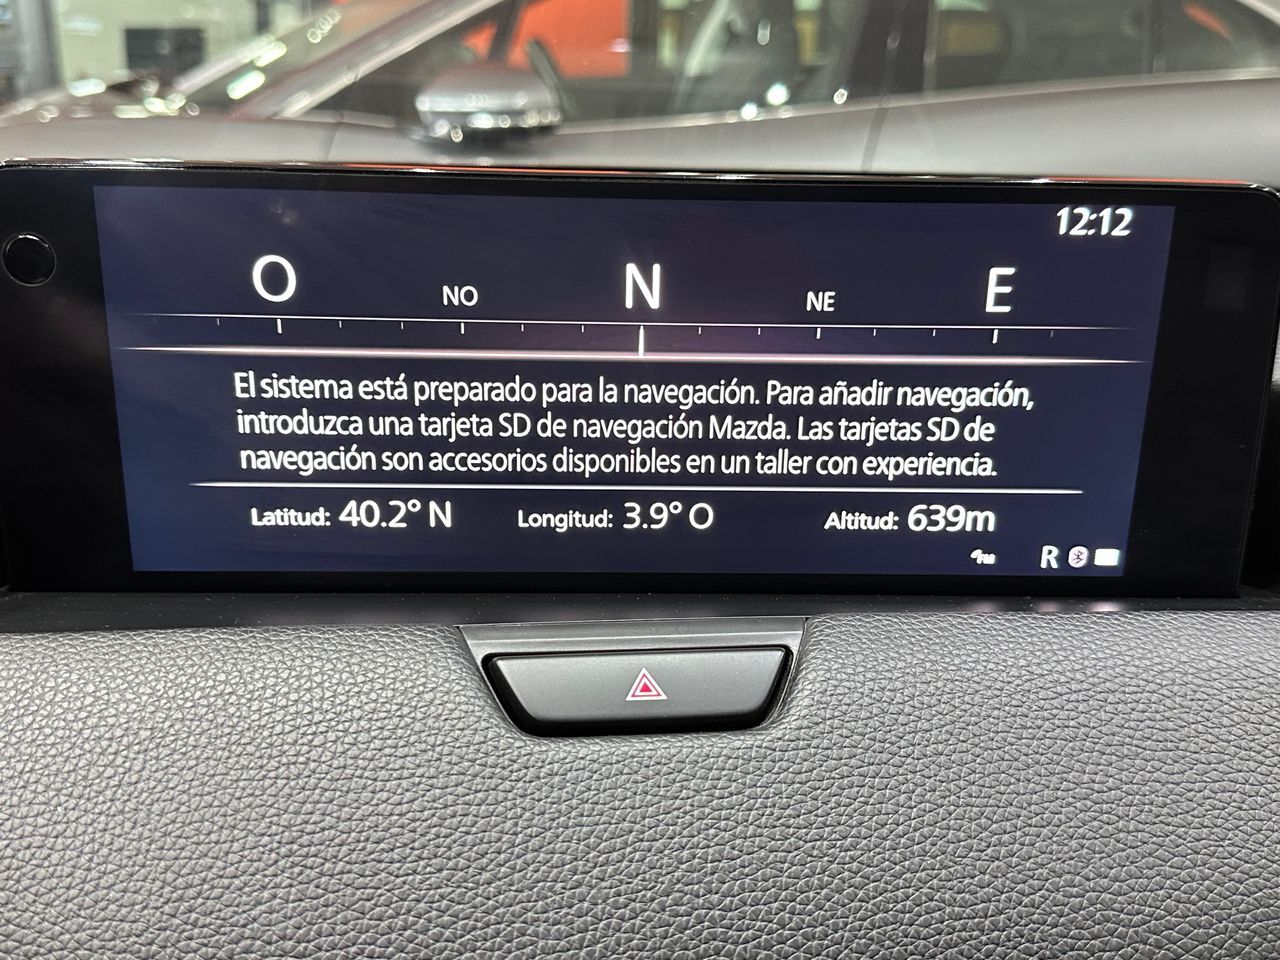 12:12
O NO N NE E
El sistema está preparado para la navegación. Para añadir navegación,
introduzca una tarjeta SD de navegación Mazda. Las tarjetas SD de
navegación son accesorios disponibles en un taller con experiencia.
Latitud: 40.2° N Longitud: 3.9° O Altitud: 639m
FM R